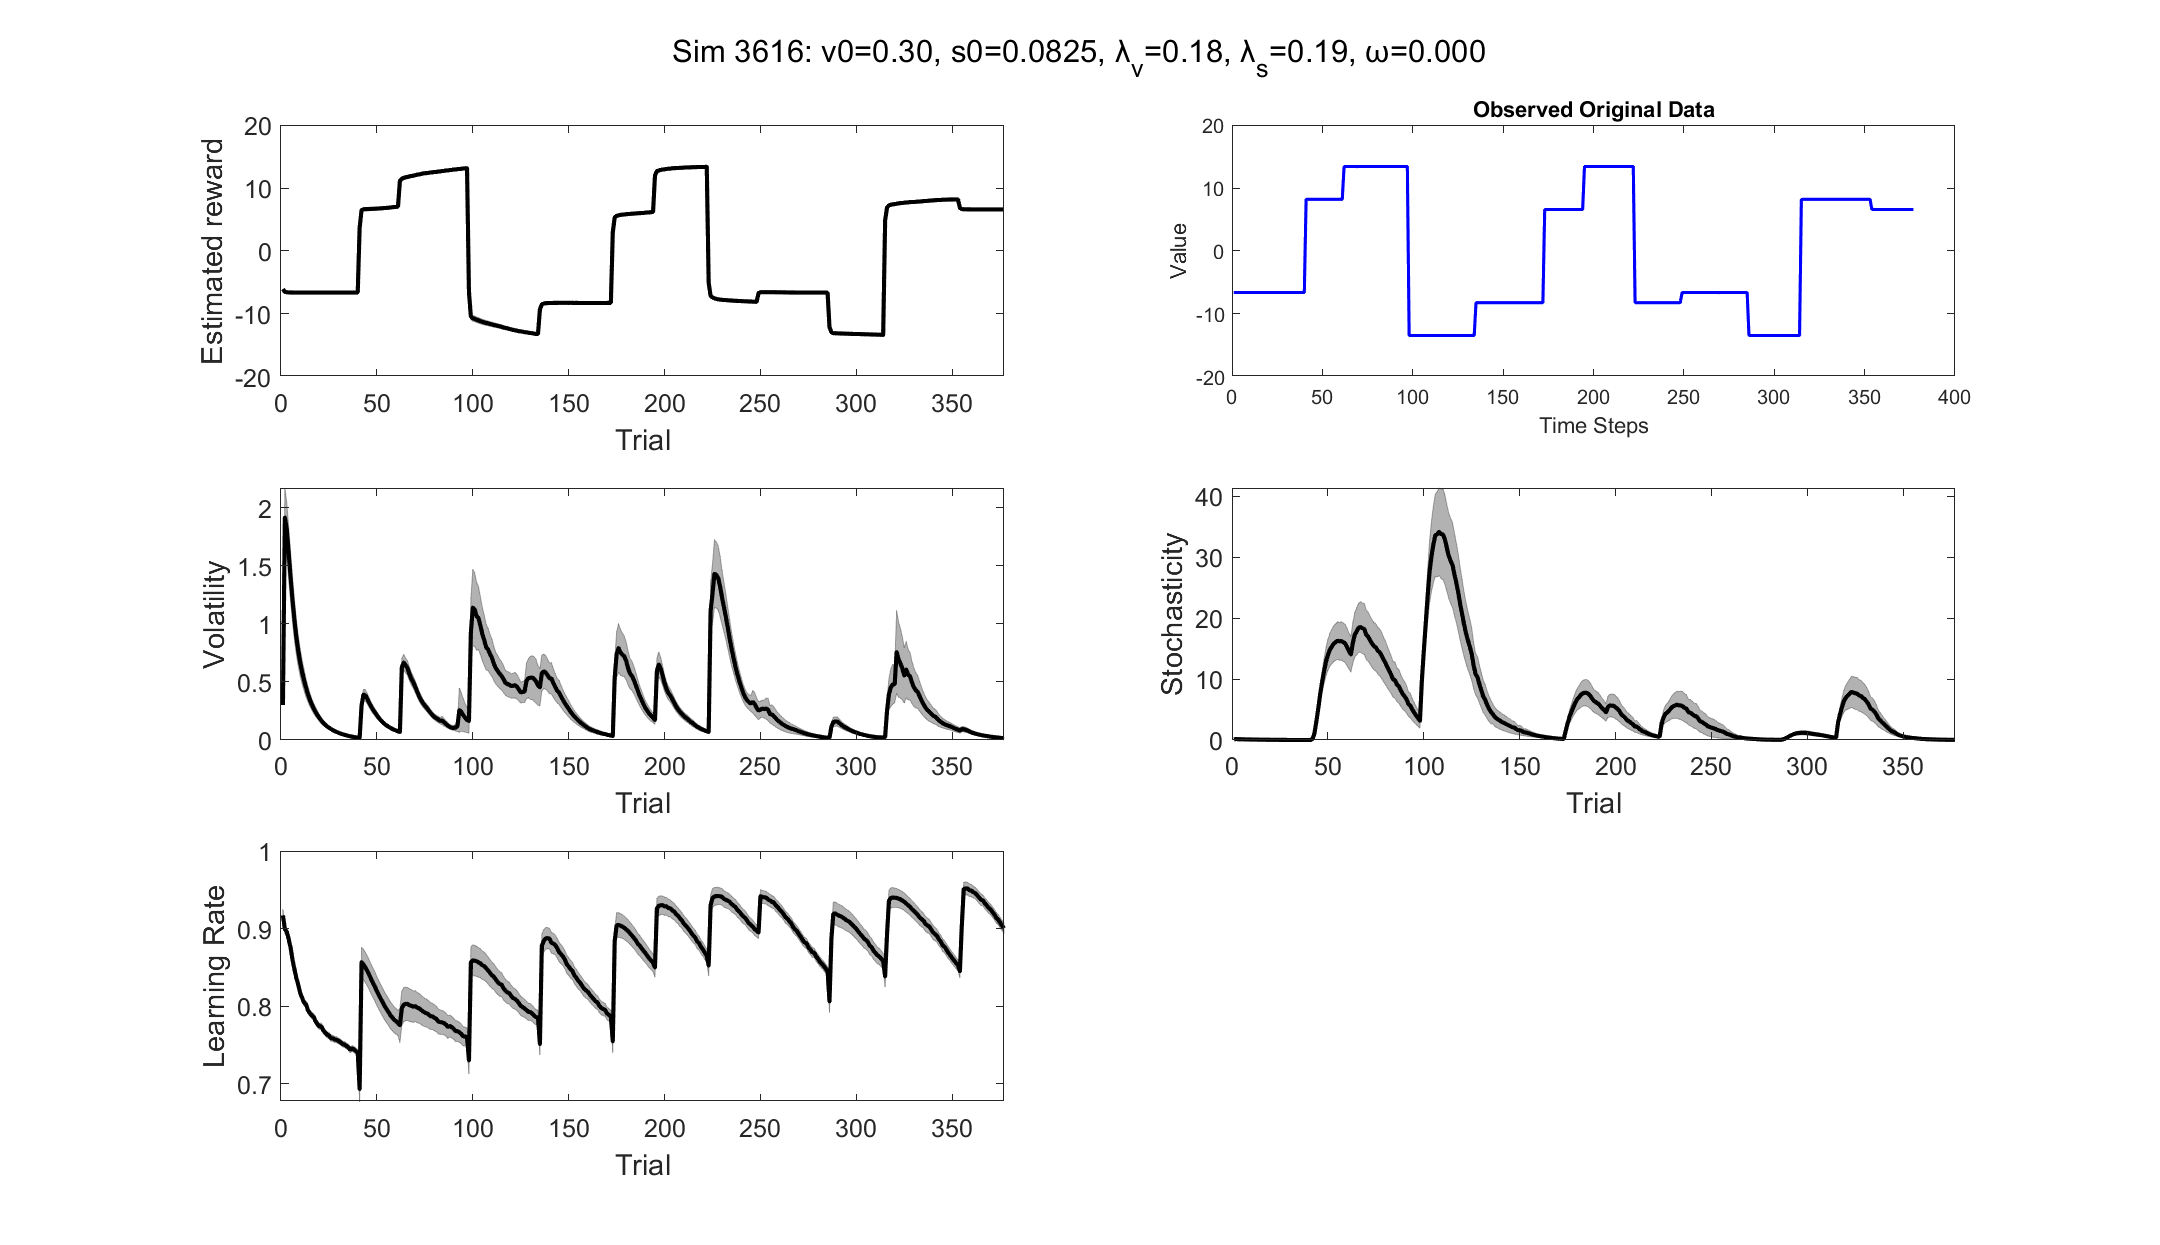 Sim 3616: v0=0.30, s0=0.0825, λv=0.18, λs=0.19, ω=0.000
Estimated reward
20
10
0
-10
-20
0 50 100 150 200 250 300 350
Trial
Observed Original Data
Value
20
10
0
-10
-20
0 50 100 150 200 250 300 350 400
Time Steps
Volatility
2
1.5
1
0.5
0
0 50 100 150 200 250 300 350
Trial
Stochasticity
40
30
20
10
0
0 50 100 150 200 250 300 350
Trial
Learning Rate
1
0.9
0.8
0.7
0 50 100 150 200 250 300 350
Trial